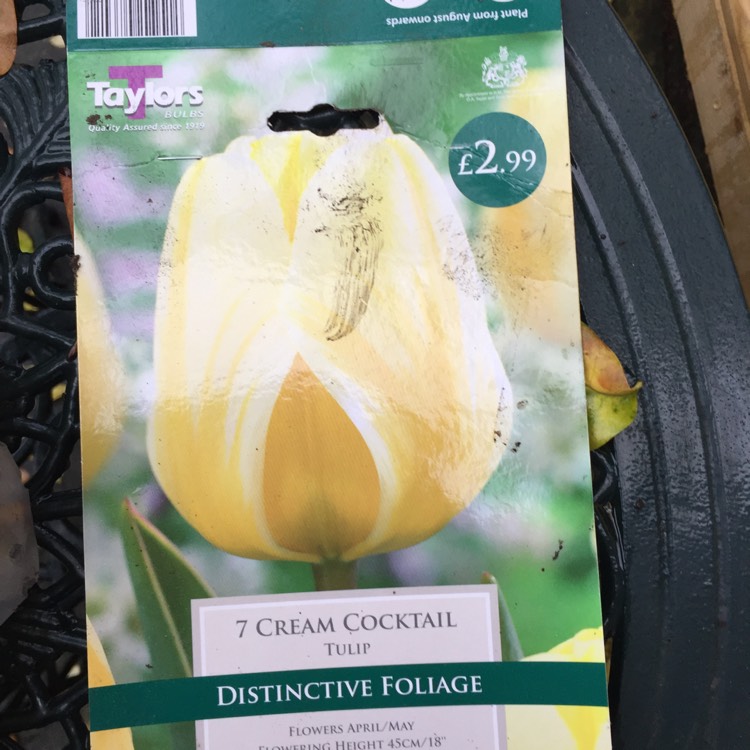 Plant from August onwards
Taylors
BULBS
Quality Assured since 1919
£2.99
7 CREAM COCKTAIL
TULIP
DISTINCTIVE FOLIAGE
FLOWERS APRIL/MAY
FLOWERING HEIGHT 45CM/18"